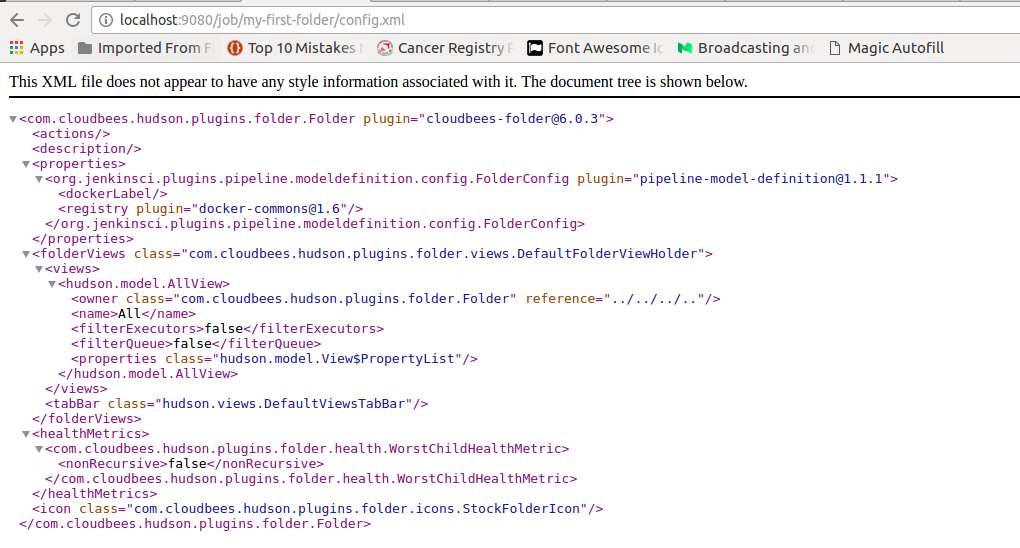 localhost:9080/job/my-first-folder/config.xml
Apps Imported From F Top 10 Mistakes Cancer Registry Font Awesome Broadcasting an Magic Autofill
This XML file does not appear to have any style information associated with it. The document tree is shown below.
<com.cloudbees.hudson.plugins.folder.Folder plugin="cloudbees-folder@6.0.3">
<actions/>
<description/>
<properties>
<org.jenkinsci.plugins.pipeline.modeldefinition.config.FolderConfig plugin="pipeline-model-definition@1.1.1">
<dockerLabel/>
<registry plugin="docker-commons@1.6"/>
</org.jenkinsci.plugins.pipeline.modeldefinition.config.FolderConfig>
</properties>
<folderViews class="com.cloudbees.hudson.plugins.folder.views.DefaultFolderViewHolder">
<views>
<hudson.model.AllView>
<owner class="com.cloudbees.hudson.plugins.folder.Folder" reference="../../../.."/>
<name>All</name>
<filterExecutors>false</filterExecutors>
<filterQueue>false</filterQueue>
<properties class="hudson.model.View$PropertyList"/>
</hudson.model.AllView>
</views>
<tabBar class="hudson.views.DefaultViewsTabBar"/>
</folderViews>
<healthMetrics>
<com.cloudbees.hudson.plugins.folder.health.WorstChildHealthMetric>
<nonRecursive>false</nonRecursive>
</com.cloudbees.hudson.plugins.folder.health.WorstChildHealthMetric>
</healthMetrics>
<icon class="com.cloudbees.hudson.plugins.folder.icons.StockFolderIcon"/>
</com.cloudbees.hudson.plugins.folder.Folder>